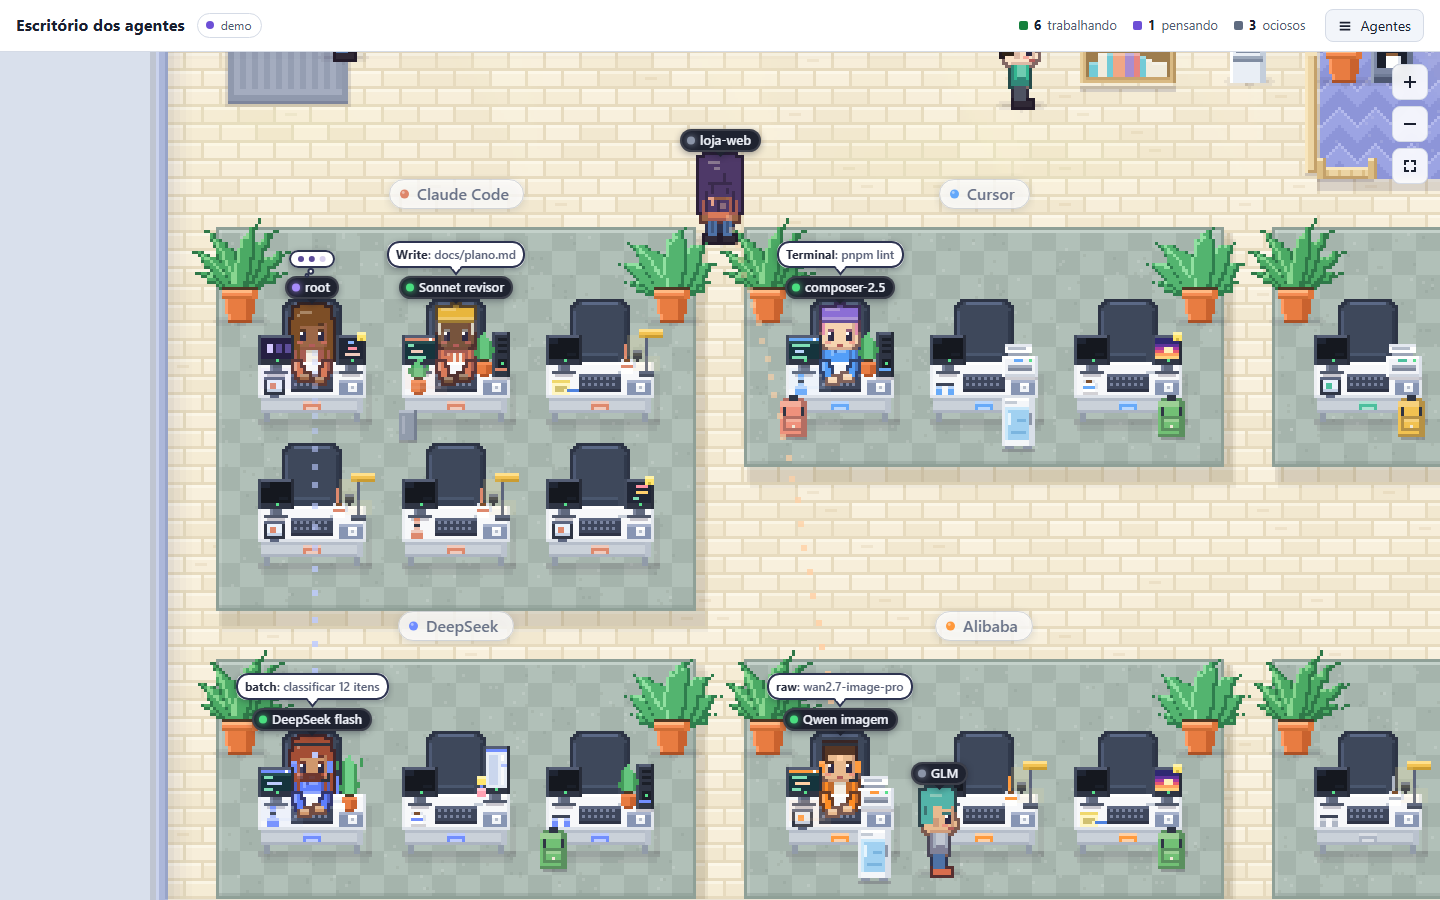 Escritório dos agentes
demo
6 trabalhando
1 pensando
3 ociosos
Agentes
loja-web
Claude Code
Cursor
Write: docs/plano.md
Terminal: pnpm lint
root
Sonnet revisor
composer-2.5
DeepSeek
Alibaba
batch: classificar 12 itens
raw: wan2.7-image-pro
DeepSeek flash
Qwen imagem
GLM